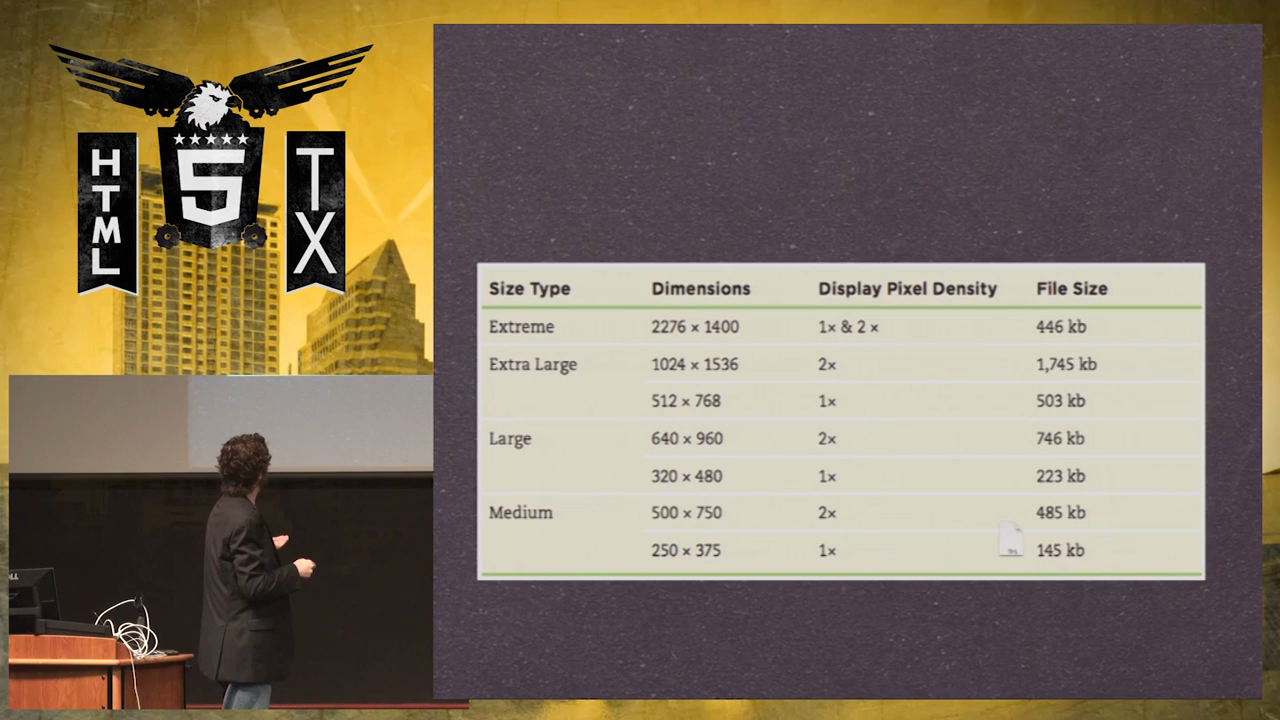 HTML
5
TX
Size Type Dimensions Display Pixel Density File Size
Extreme 2276 × 1400 1× & 2 × 446 kb
Extra Large 1024 × 1536 2× 1,745 kb
512 × 768 1× 503 kb
Large 640 × 960 2× 746 kb
320 × 480 1× 223 kb
Medium 500 × 750 2× 485 kb
250 × 375 1× 145 kb